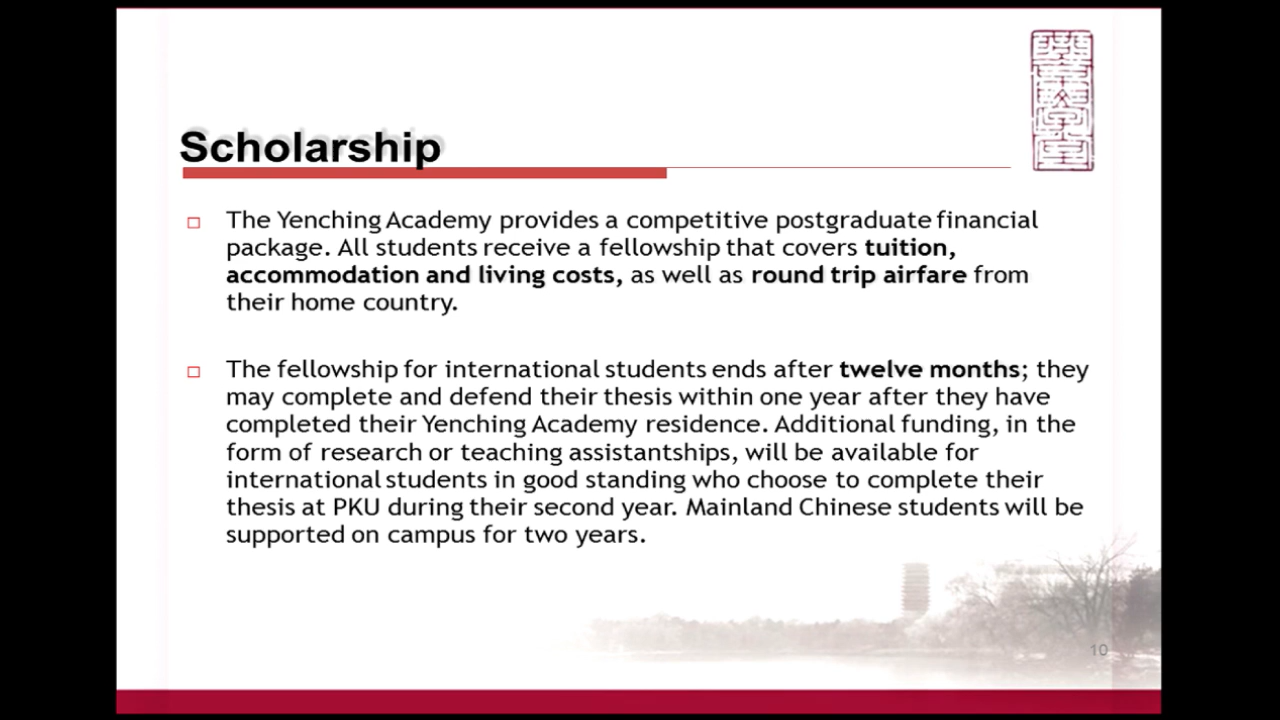 Scholarship
The Yenching Academy provides a competitive postgraduate financial
package. All students receive a fellowship that covers tuition,
accommodation and living costs, as well as round trip airfare from
their home country.
The fellowship for international students ends after twelve months; they
may complete and defend their thesis within one year after they have
completed their Yenching Academy residence. Additional funding, in the
form of research or teaching assistantships, will be available for
international students in good standing who choose to complete their
thesis at PKU during their second year. Mainland Chinese students will be
supported on campus for two years.
10